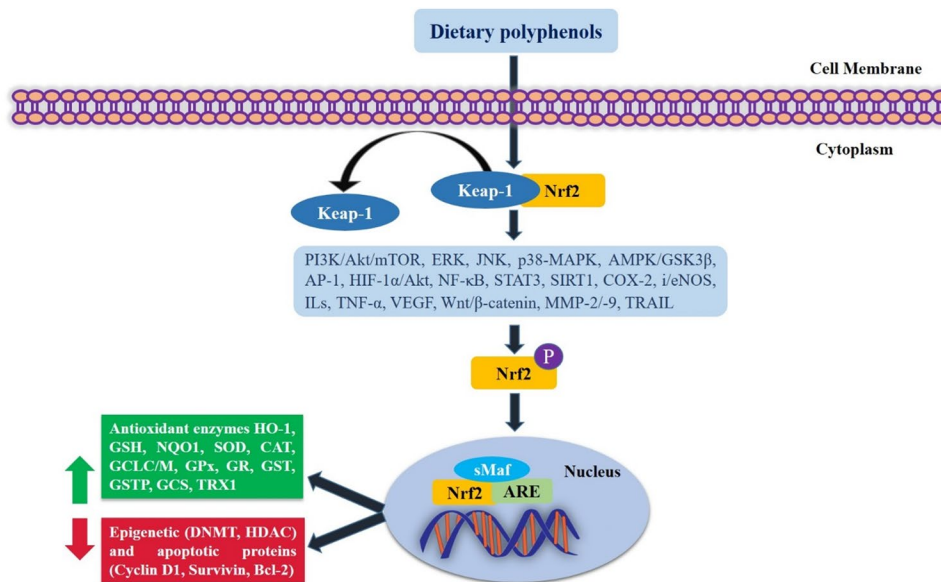 Dietary polyphenols
Cell Membrane
Cytoplasm
Keap-1
Keap-1
Nrf2
PI3K/Akt/mTOR, ERK, JNK, p38-MAPK, AMPK/GSK3β,
AP-1, HIF-1α/Akt, NF-κB, STAT3, SIRT1, COX-2, i/eNOS,
ILs, TNF-α, VEGF, Wnt/β-catenin, MMP-2/-9, TRAIL
P
Nrf2
Antioxidant enzymes HO-1,
GSH, NQO1, SOD, CAT,
GCLC/M, GPx, GR, GST,
GSTP, GCS, TRX1
Epigenetic (DNMT, HDAC)
and apoptotic proteins
(Cyclin D1, Survivin, Bcl-2)
sMaf
Nucleus
Nrf2
ARE